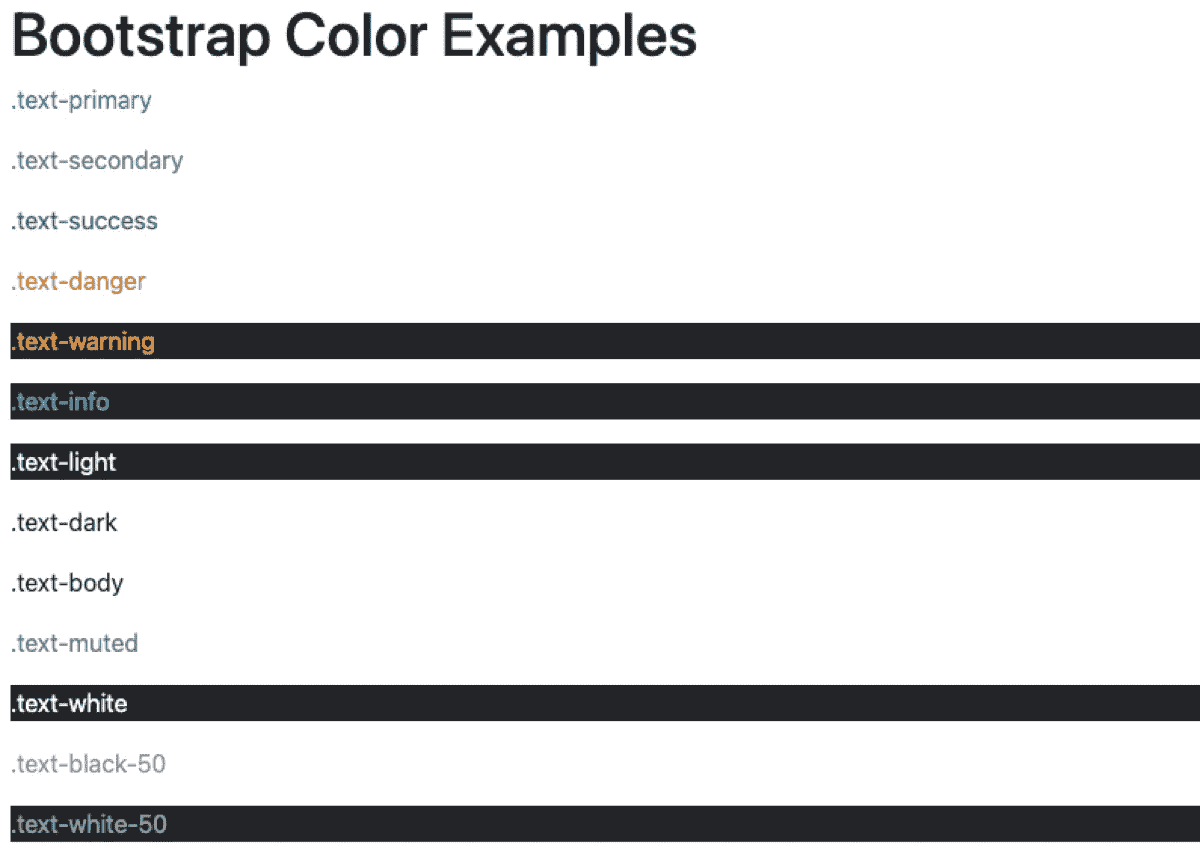 Bootstrap Color Examples
.text-primary
.text-secondary
.text-success
.text-danger
.text-warning
.text-info
.text-light
.text-dark
.text-body
.text-muted
.text-white
.text-black-50
.text-white-50